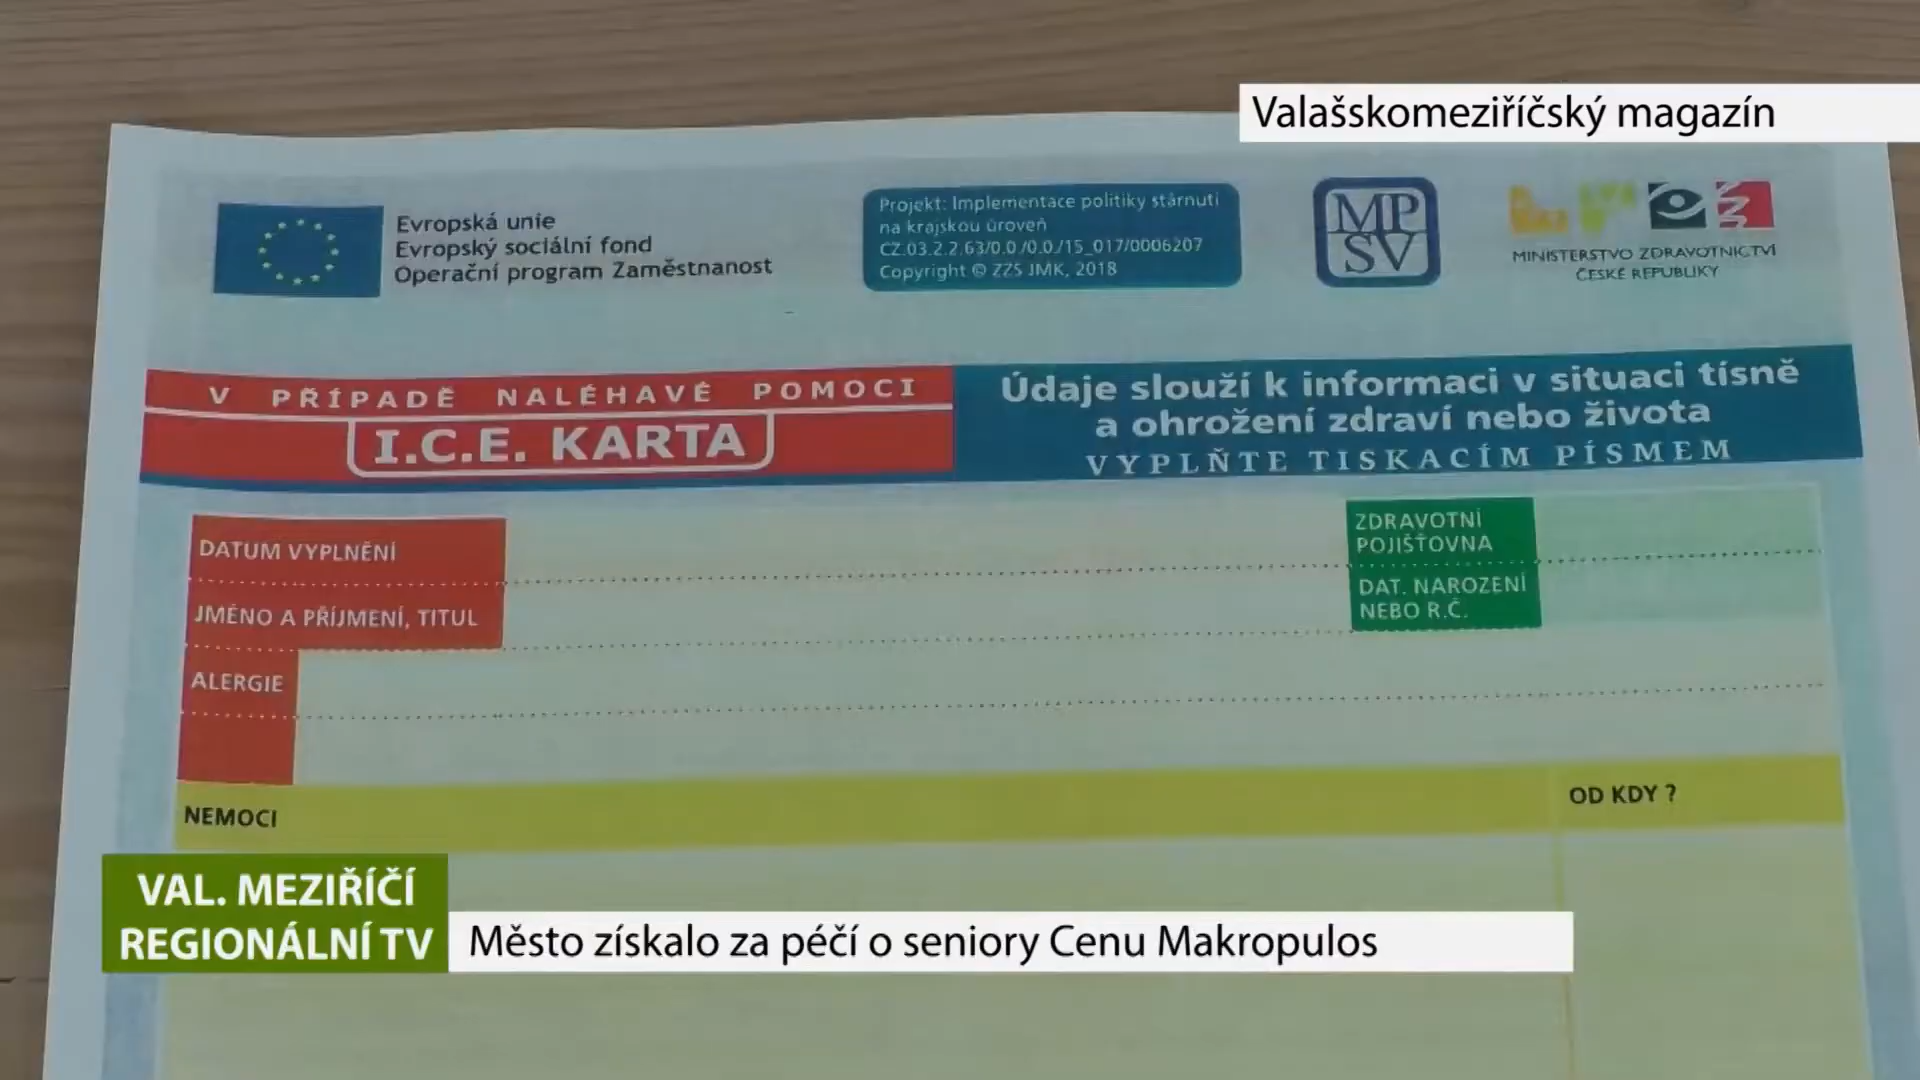 Valašskomeziříčský magazín
Evropská unie
Evropský sociální fond
Operační program Zaměstnanost
Projekt: Implementace politiky stárnutí
na krajskou úroveň
CZ.03.2.2.63/0.0./0.0./15_017/0006207
Copyright © ZZS JMK, 2018
MP
SV
MINISTERSTVO ZDRAVOTNICTVÍ
ČESKÉ REPUBLIKY
V PŘÍPADĚ NALÉHAVÉ POMOCI
I.C.E. KARTA
Údaje slouží k informaci v situaci tísně
a ohrožení zdraví nebo života
VYPLŇTE TISKACÍM PÍSMEM
DATUM VYPLNĚNÍ
JMÉNO A PŘÍJMENÍ, TITUL
ALERGIE
ZDRAVOTNÍ
POJIŠŤOVNA
DAT. NAROZENÍ
NEBO R.Č.
NEMOCI
OD KDY ?
VAL. MEZIŘÍČÍ
REGIONÁLNÍ TV
Město získalo za péčí o seniory Cenu Makropulos